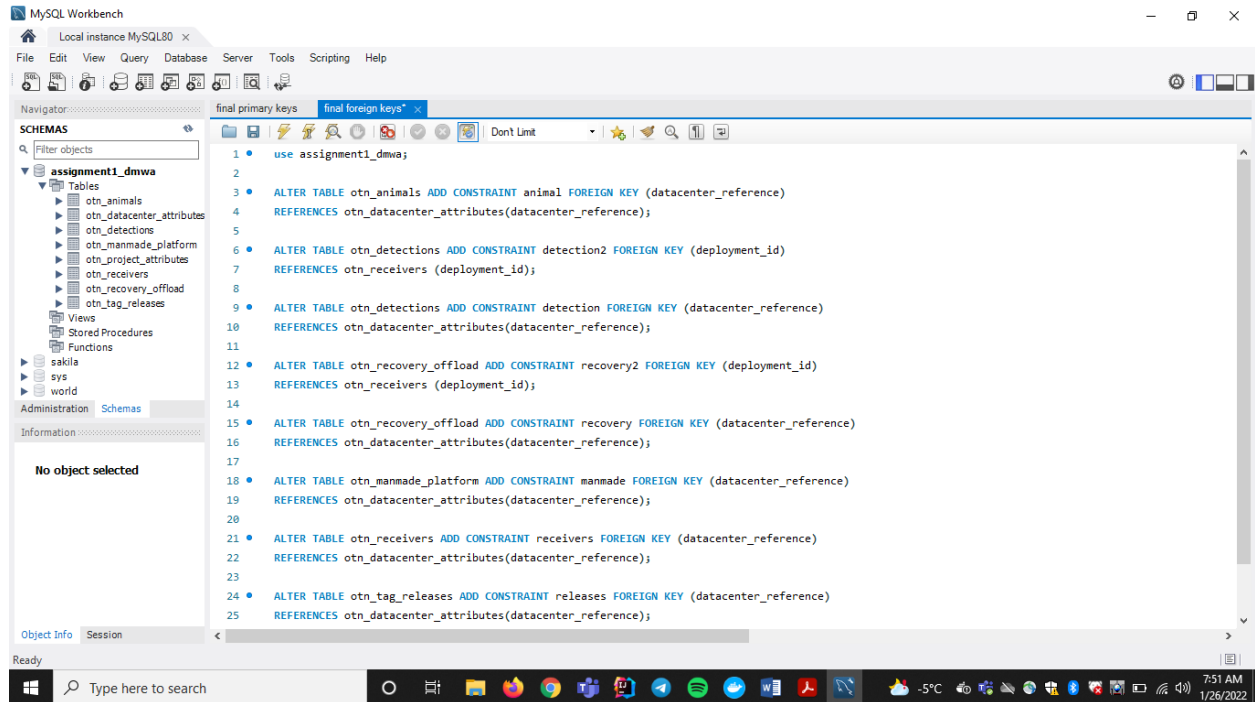 MySQL Workbench
Local instance MySQL80
File Edit View Query Database Server Tools Scripting Help
Navigator
SCHEMAS
Filter objects
assignment1_dmwa
Tables
otn_animals
otn_datacenter_attributes
otn_detections
otn_manmade_platform
otn_project_attributes
otn_receivers
otn_recovery_offload
otn_tag_releases
Views
Stored Procedures
Functions
sakila
sys
world
Administration Schemas
Information
No object selected
Object Info Session
final primary keys final foreign keys*
Don't Limit
1 use assignment1_dmwa;
2
3 ALTER TABLE otn_animals ADD CONSTRAINT animal FOREIGN KEY (datacenter_reference)
4 REFERENCES otn_datacenter_attributes(datacenter_reference);
5
6 ALTER TABLE otn_detections ADD CONSTRAINT detection2 FOREIGN KEY (deployment_id)
7 REFERENCES otn_receivers (deployment_id);
8
9 ALTER TABLE otn_detections ADD CONSTRAINT detection FOREIGN KEY (datacenter_reference)
10 REFERENCES otn_datacenter_attributes(datacenter_reference);
11
12 ALTER TABLE otn_recovery_offload ADD CONSTRAINT recovery2 FOREIGN KEY (deployment_id)
13 REFERENCES otn_receivers (deployment_id);
14
15 ALTER TABLE otn_recovery_offload ADD CONSTRAINT recovery FOREIGN KEY (datacenter_reference)
16 REFERENCES otn_datacenter_attributes(datacenter_reference);
17
18 ALTER TABLE otn_manmade_platform ADD CONSTRAINT manmade FOREIGN KEY (datacenter_reference)
19 REFERENCES otn_datacenter_attributes(datacenter_reference);
20
21 ALTER TABLE otn_receivers ADD CONSTRAINT receivers FOREIGN KEY (datacenter_reference)
22 REFERENCES otn_datacenter_attributes(datacenter_reference);
23
24 ALTER TABLE otn_tag_releases ADD CONSTRAINT releases FOREIGN KEY (datacenter_reference)
25 REFERENCES otn_datacenter_attributes(datacenter_reference);
Ready
Type here to search
-5°C
7:51 AM
1/26/2022